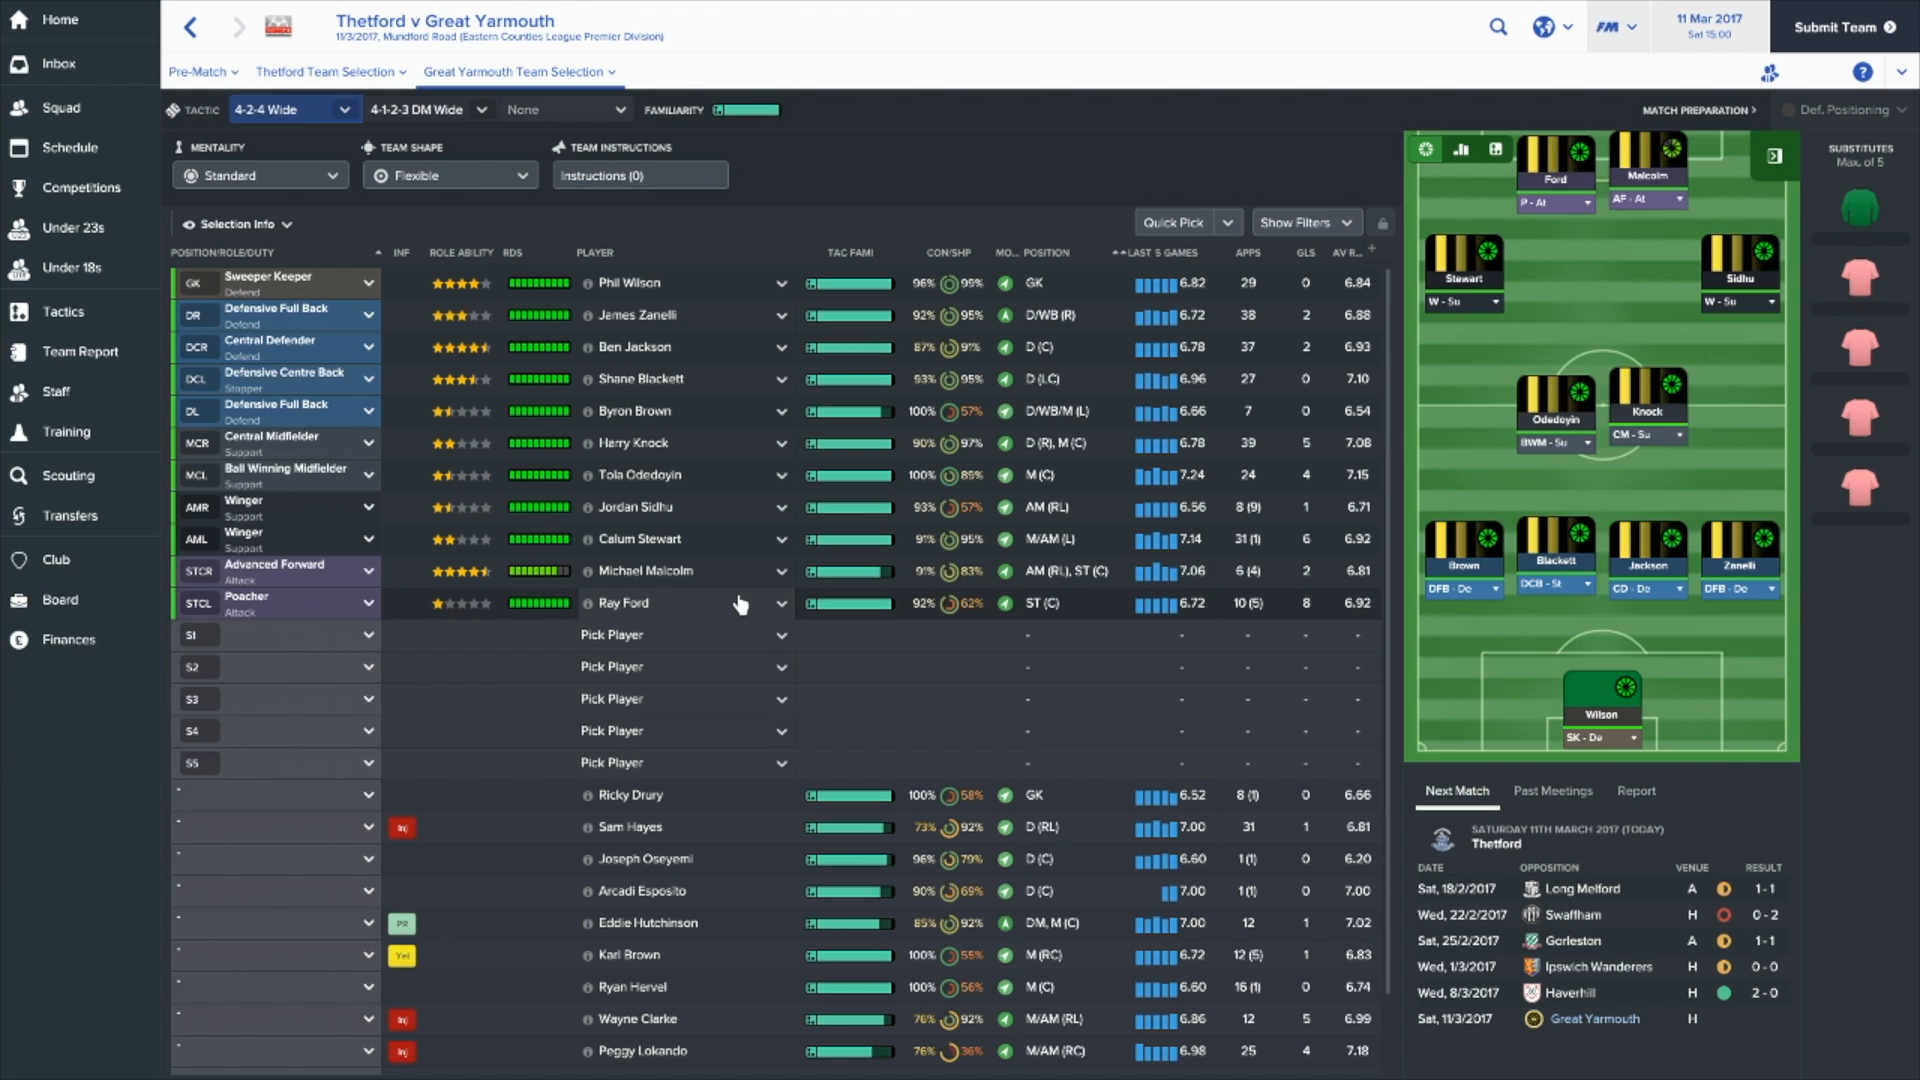 Home
Inbox
Squad
Schedule
Competitions
Under 23s
Under 18s
Tactics
Team Report
Staff
Training
Scouting
Transfers
Club
Board
Finances
Thetford v Great Yarmouth
11/3/2017, Mundford Road (Eastern Counties League Premier Division)
FM
11 Mar 2017
Sat 15:00
Submit Team
Pre-Match Thetford Team Selection Great Yarmouth Team Selection
TACTIC 4-2-4 Wide 4-1-2-3 DM Wide None FAMILIARITY MATCH PREPARATION > Def. Positioning
MENTALITY TEAM SHAPE TEAM INSTRUCTIONS
Standard Flexible Instructions (0)
Selection Info Quick Pick Show Filters
POSITION/ROLE/DUTY INF ROLE ABILITY RDS PLAYER TAC FAMI CON/SHP MO... POSITION LAST 5 GAMES APPS GLS AV R...
GK Sweeper Keeper Defend Phil Wilson 96% 99% GK 6.82 29 0 6.84
DR Defensive Full Back Defend James Zanelli 92% 95% D/WB (R) 6.72 38 2 6.88
DCR Central Defender Defend Ben Jackson 87% 91% D (C) 6.78 37 2 6.93
DCL Defensive Centre Back Stopper Shane Blackett 93% 95% D (LC) 6.96 27 0 7.10
DL Defensive Full Back Defend Byron Brown 100% 57% D/WB/M (L) 6.66 7 0 6.54
MCR Central Midfielder Support Harry Knock 90% 97% D (R), M (C) 6.78 39 5 7.08
MCL Ball Winning Midfielder Support Tola Odedoyin 100% 89% M (C) 7.24 24 4 7.15
AMR Winger Support Jordan Sidhu 93% 57% AM (RL) 6.56 8 (9) 1 6.71
AML Winger Support Calum Stewart 91% 95% M/AM (L) 7.14 31 (1) 6 6.92
STCR Advanced Forward Attack Michael Malcolm 91% 83% AM (RL), ST (C) 7.06 6 (4) 2 6.81
STCL Poacher Attack Ray Ford 92% 62% ST (C) 6.72 10 (5) 8 6.92
S1 Pick Player - - - - -
S2 Pick Player - - - - -
S3 Pick Player - - - - -
S4 Pick Player - - - - -
S5 Pick Player - - - - -
- Ricky Drury 100% 58% GK 6.52 8 (1) 0 6.66
- Inj Sam Hayes 73% 92% D (RL) 7.00 31 1 6.81
- Joseph Oseyemi 96% 79% D (C) 6.60 1 (1) 0 6.20
- Arcadi Esposito 90% 69% D (C) 7.00 1 (1) 0 7.00
- PR Eddie Hutchinson 85% 92% DM, M (C) 7.00 12 1 7.02
- Yel Karl Brown 100% 55% M (RC) 6.72 12 (5) 1 6.83
- Ryan Hervel 100% 56% M (C) 6.60 16 (1) 0 6.74
- Inj Wayne Clarke 76% 92% M/AM (RL) 6.86 12 5 6.99
- Inj Peggy Lokando 76% 36% M/AM (RC) 6.98 25 4 7.18
Ford Malcolm
P - At AF - At
Stewart Sidhu
W - Su W - Su
Odedoyin Knock
BWM - Su CM - Su
Brown Blackett Jackson Zanelli
DFB - De DCB - St CD - De DFB - De
Wilson
SK - De
SUBSTITUTES
Max. of 5
Next Match Past Meetings Report
SATURDAY 11TH MARCH 2017 (TODAY)
Thetford
DATE OPPOSITION VENUE RESULT
Sat, 18/2/2017 Long Melford A 1 - 1
Wed, 22/2/2017 Swaffham H 0 - 2
Sat, 25/2/2017 Gorleston A 1 - 1
Wed, 1/3/2017 Ipswich Wanderers H 0 - 0
Wed, 8/3/2017 Haverhill H 2 - 0
Sat, 11/3/2017 Great Yarmouth H